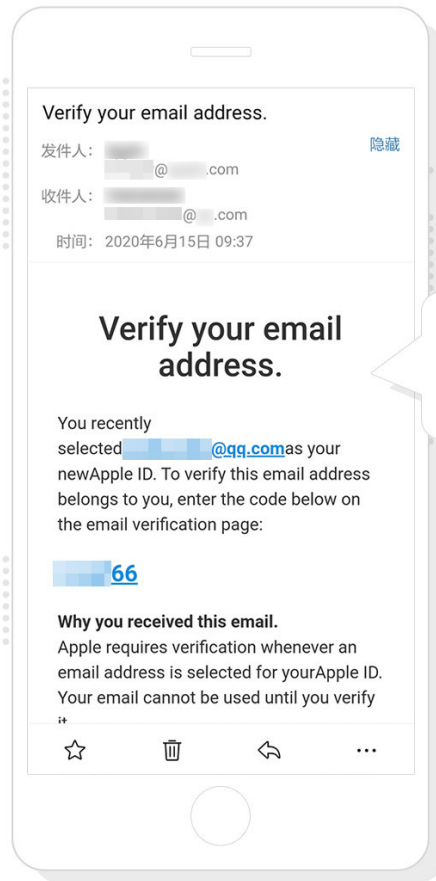 Verify your email address.
发件人：
隐藏
@ .com
收件人：
@ .com
时间： 2020年6月15日 09:37
Verify your email
address.
You recently
selected @qq.comas your
newApple ID. To verify this email address
belongs to you, enter the code below on
the email verification page:
66
Why you received this email.
Apple requires verification whenever an
email address is selected for yourApple ID.
Your email cannot be used until you verify
it